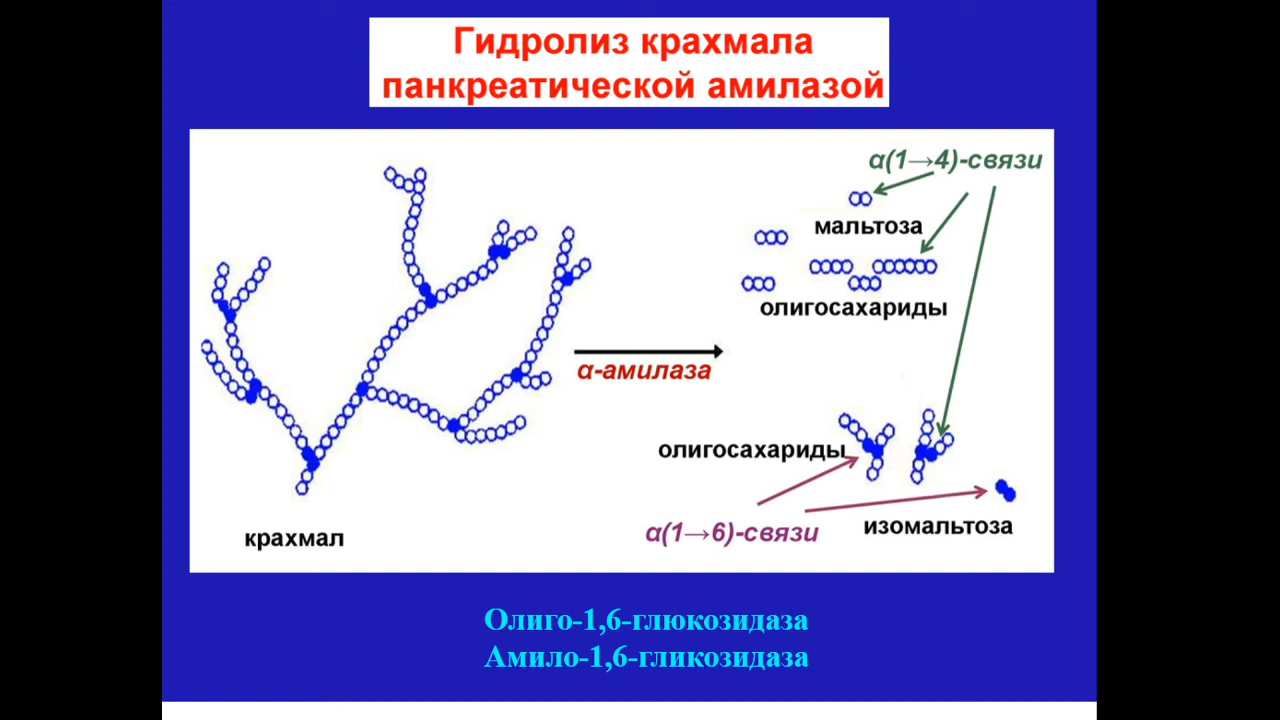 Гидролиз крахмала
панкреатической амилазой
α(1→4)-связи
мальтоза
олигосахариды
α-амилаза
олигосахариды
α(1→6)-связи
изомальтоза
крахмал
Олиго-1,6-глюкозидаза
Амило-1,6-гликозидаза